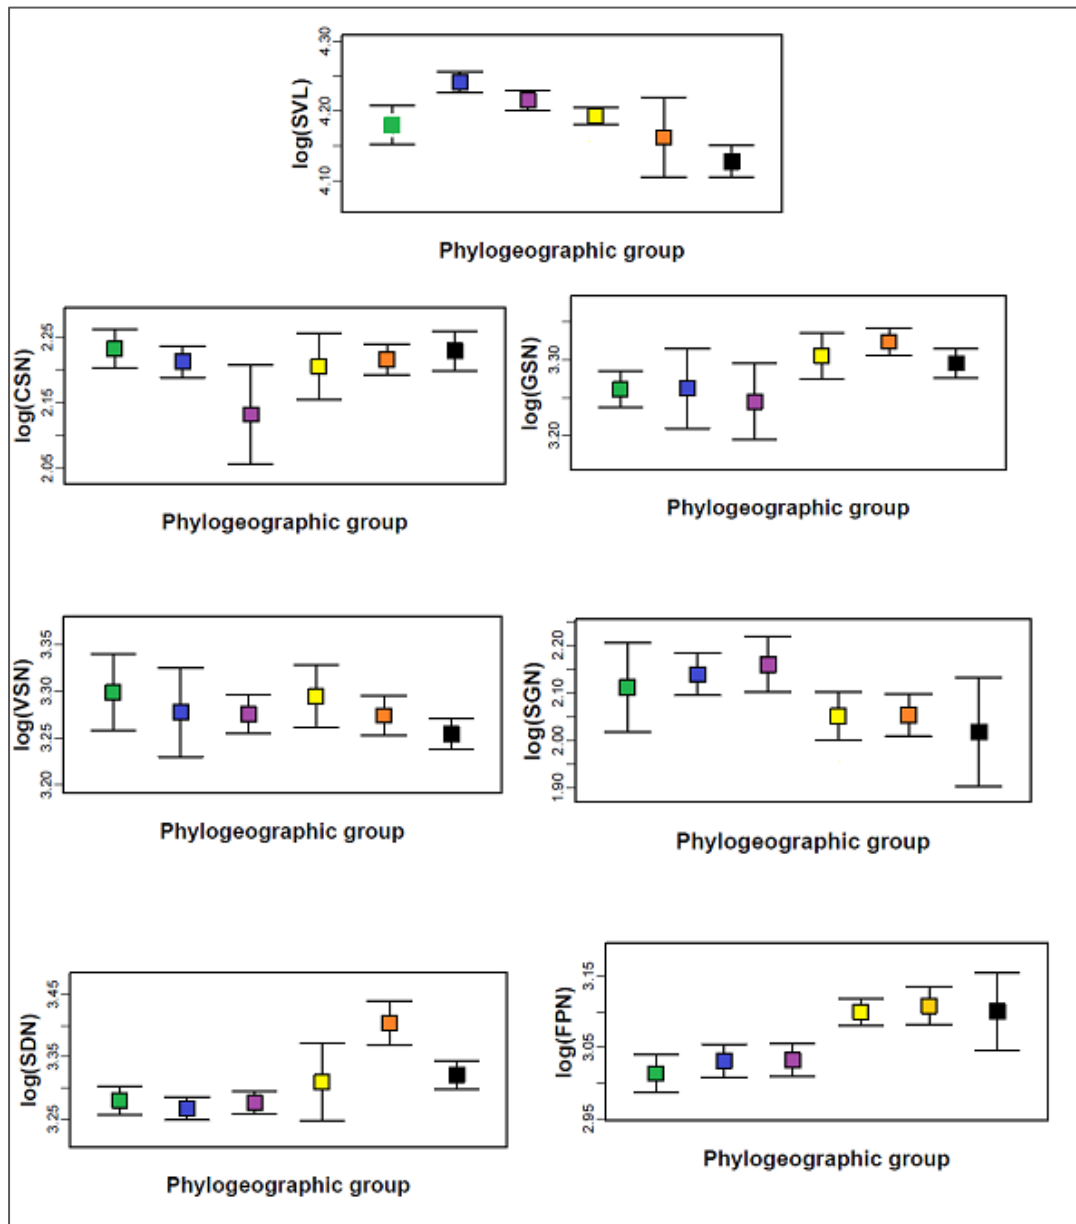 log(SVL)
4.30
4.20
4.10
Phylogeographic group
log(CSN)
2.25
2.15
2.05
Phylogeographic group
log(GSN)
3.30
3.20
Phylogeographic group
log(VSN)
3.35
3.30
3.25
3.20
Phylogeographic group
log(SGN)
2.20
2.10
2.00
1.90
Phylogeographic group
log(SDN)
3.45
3.35
3.25
Phylogeographic group
log(FPN)
3.15
3.05
2.95
Phylogeographic group